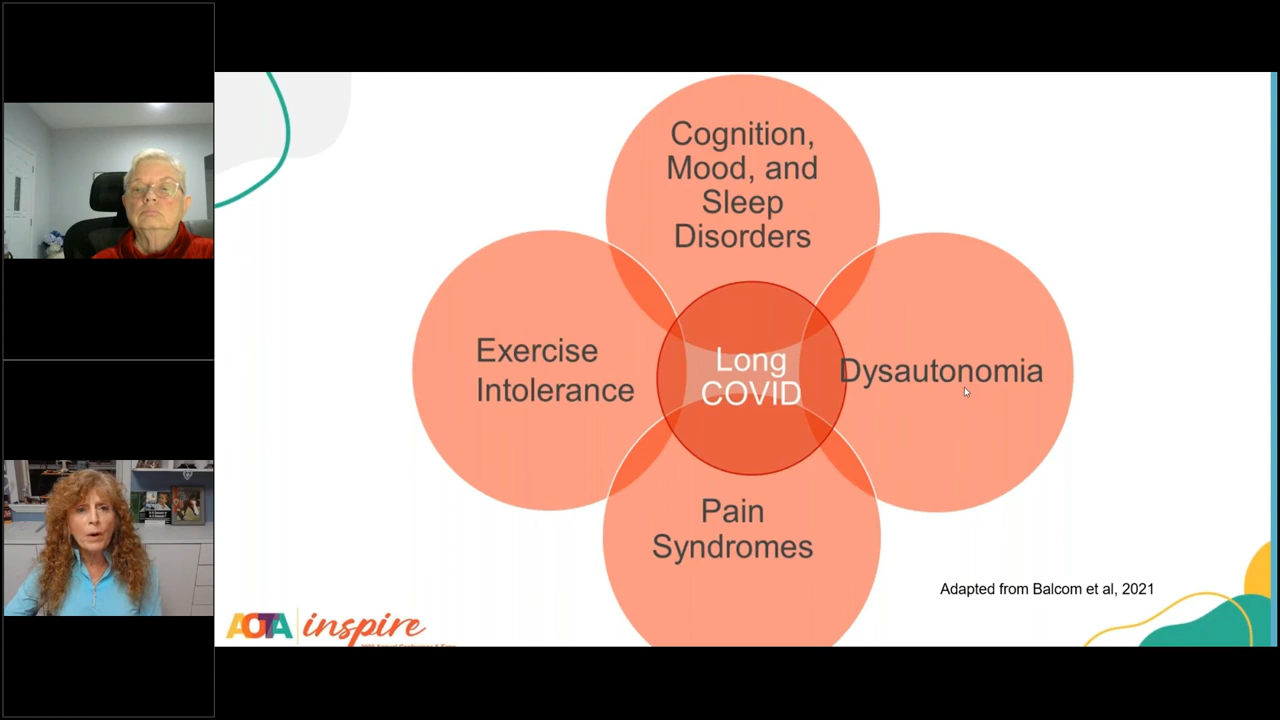 Cognition,
Mood, and
Sleep
Disorders
Exercise
Intolerance
Long
COVID
Dysautonomia
Pain
Syndromes
Adapted from Balcom et al, 2021
AOTA inspire